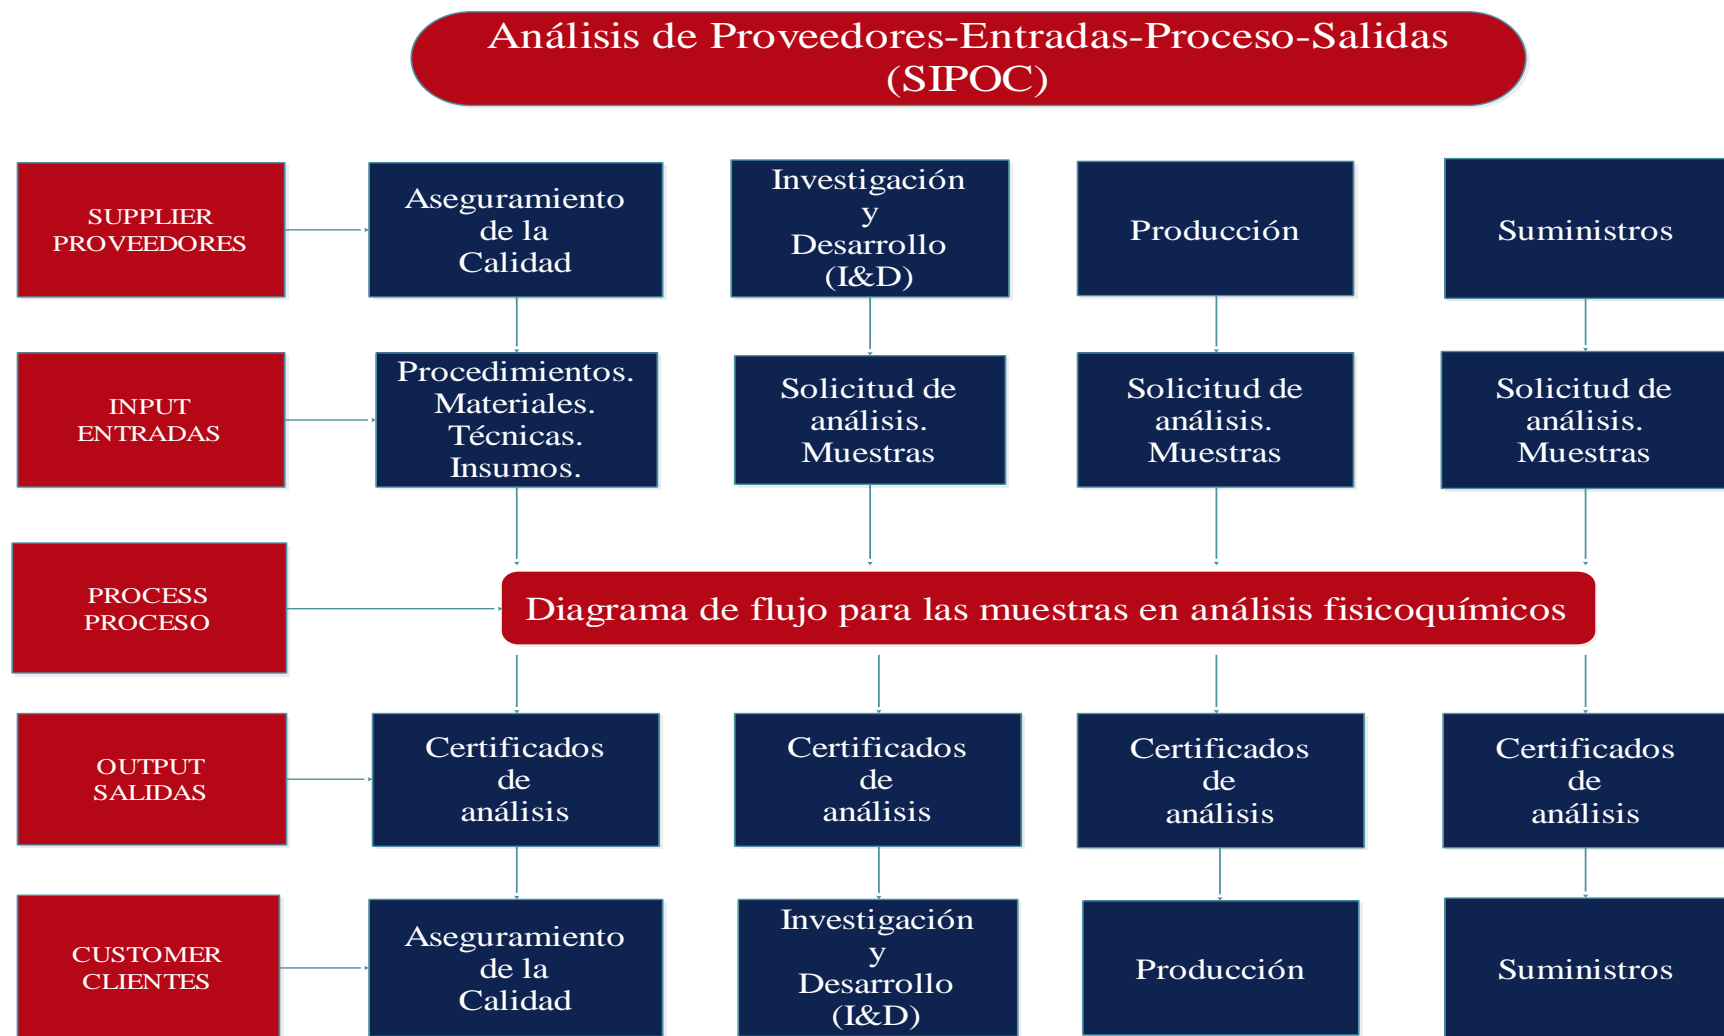 Análisis de Proveedores-Entradas-Proceso-Salidas
(SIPOC)
SUPPLIER
PROVEEDORES
Aseguramiento
de la
Calidad
Investigación
y
Desarrollo
(I&D)
Producción
Suministros
INPUT
ENTRADAS
Procedimientos.
Materiales.
Técnicas.
Insumos.
Solicitud de
análisis.
Muestras
Solicitud de
análisis.
Muestras
Solicitud de
análisis.
Muestras
PROCESS
PROCESO
Diagrama de flujo para las muestras en análisis fisicoquímicos
OUTPUT
SALIDAS
Certificados
de
análisis
Certificados
de
análisis
Certificados
de
análisis
Certificados
de
análisis
CUSTOMER
CLIENTES
Aseguramiento
de la
Calidad
Investigación
y
Desarrollo
(I&D)
Producción
Suministros